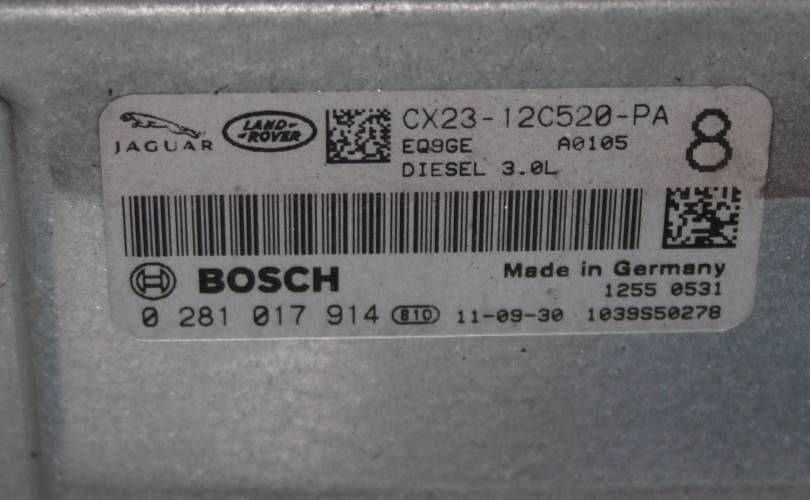 JAGUAR
LAND-
-ROVER
CX23-12C520-PA
EQ9GE A0105
DIESEL 3.0L
8
BOSCH
Made in Germany
1255 0531
0 281 017 914 810 11-09-30 1039S50278